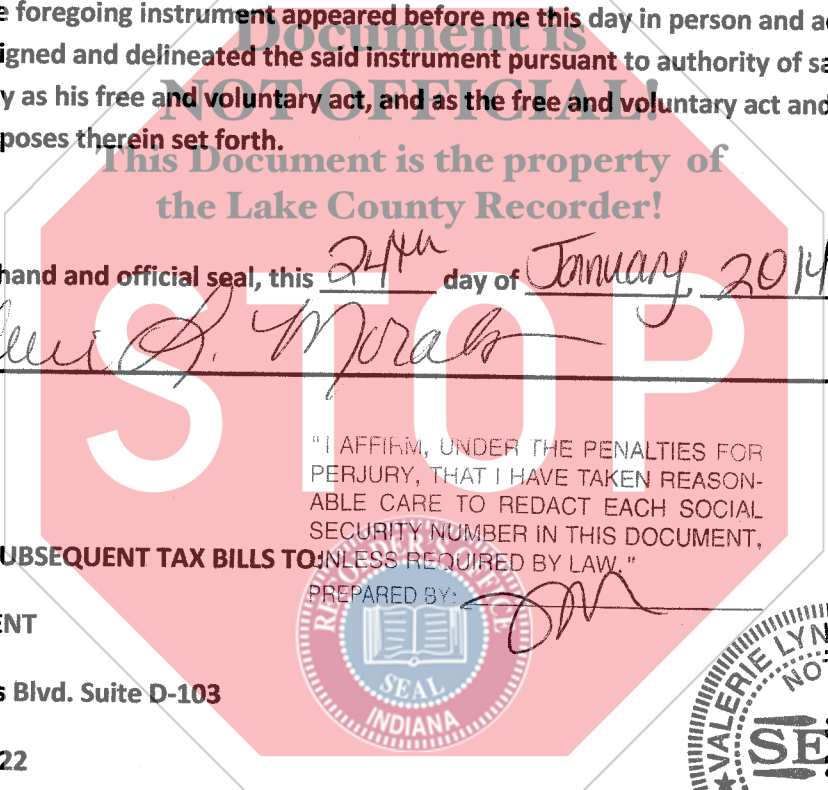 e foregoing instrument appeared before me this day in person and a
Document is
igned and delineated the said instrument pursuant to authority of sa
NOT OFFICIAL!
y as his free and voluntary act, and as the free and voluntary act and
poses therein set forth.
This Document is the property of
the Lake County Recorder!
hand and official seal, this 24th day of January, 2014
K. Morales
STOP
"I AFFIRM, UNDER THE PENALTIES FOR
PERJURY, THAT I HAVE TAKEN REASON-
ABLE CARE TO REDACT EACH SOCIAL
SECURITY NUMBER IN THIS DOCUMENT,
UBSEQUENT TAX BILLS TO:
UNLESS REQUIRED BY LAW."
PREPARED BY:
RECORDER'S OFFICE
SEAL
INDIANA
ENT
s Blvd. Suite D-103
22
VALERIE LYN
NOT
SE